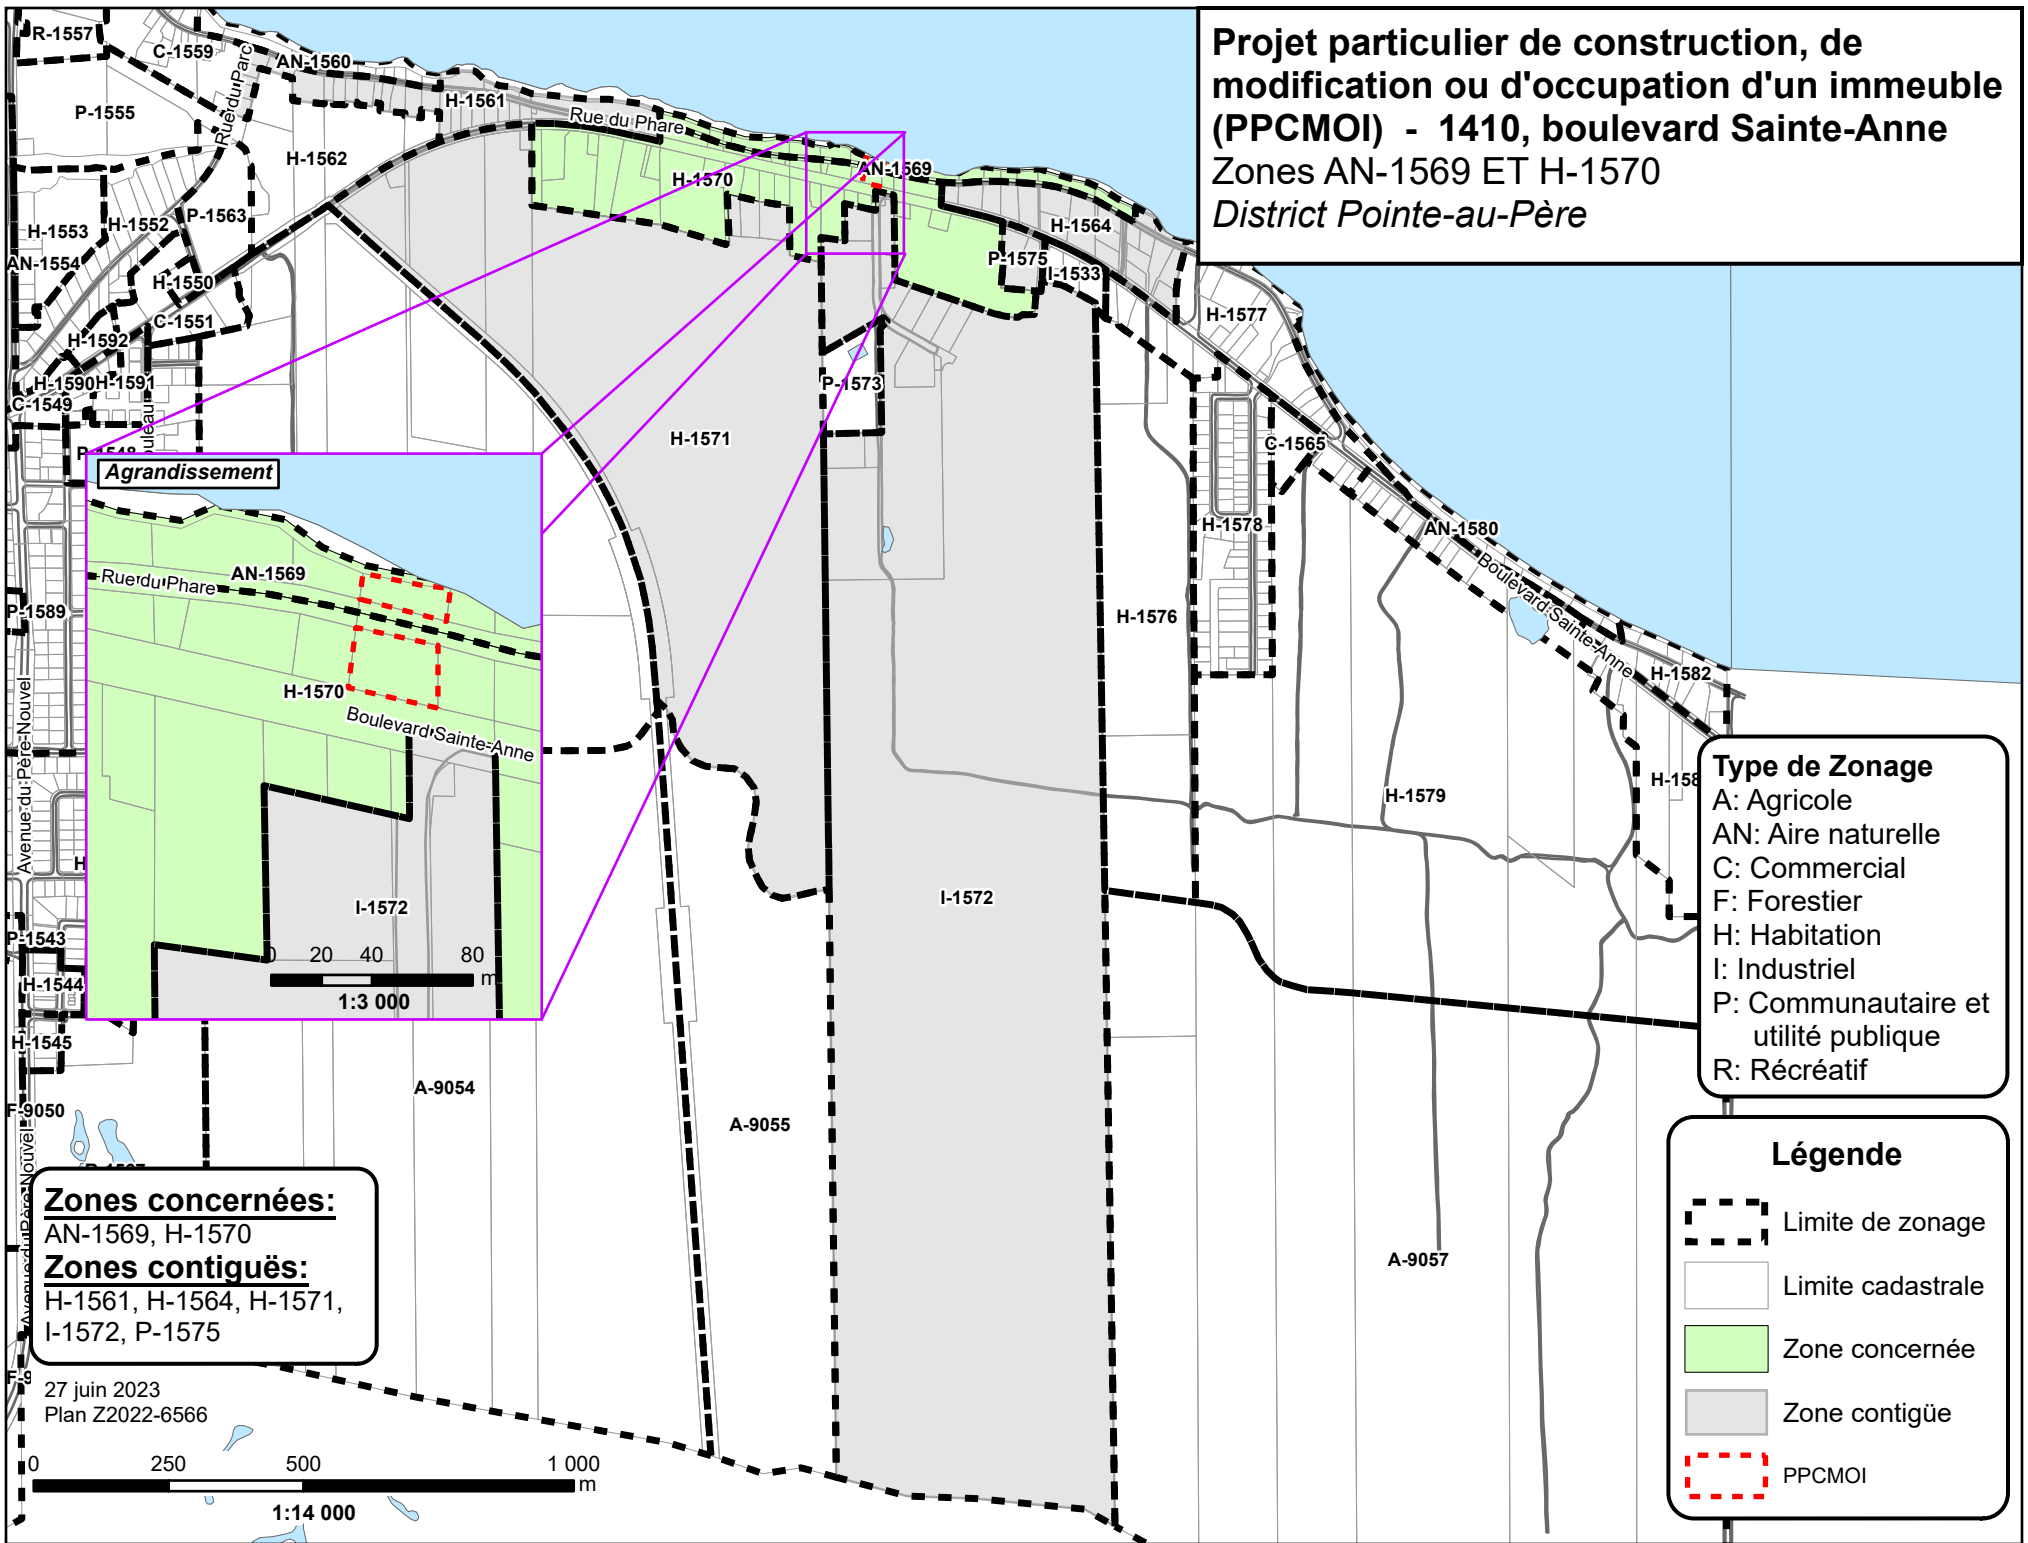 Projet particulier de construction, de
modification ou d'occupation d'un immeuble
(PPCMOI) - 1410, boulevard Sainte-Anne
Zones AN-1569 ET H-1570
District Pointe-au-Père
R-1557
C-1559
AN-1560
Rue du Parc
P-1555
H-1561
Rue du Phare
H-1562
AN-1569
H-1570
H-1552
P-1563
H-1553
AN-1554
H-1564
P-1575
I-1533
H-1550
C-1551
H-1577
H-1592
H-1590
H-1591
C-1549
P-1573
H-1571
C-1565
P-1548
Agrandissement
H-1578
AN-1580
Boulevard Sainte-Anne
AN-1569
Rue du Phare
P-1589
H-1576
H-1582
H-1570
Boulevard Sainte-Anne
Avenue du Père-Nouvel
H-1579
H-158
H
I-1572
I-1572
P-1543
0 20 40 80
m
1:3 000
H-1544
H-1545
A-9054
F-9050
A-9055
Avenue du Père-Nouvel
A-9057
F-9
Type de Zonage
A: Agricole
AN: Aire naturelle
C: Commercial
F: Forestier
H: Habitation
I: Industriel
P: Communautaire et
utilité publique
R: Récréatif
Légende
Limite de zonage
Limite cadastrale
Zone concernée
Zone contigüe
PPCMOI
Zones concernées:
AN-1569, H-1570
Zones contiguës:
H-1561, H-1564, H-1571,
I-1572, P-1575
27 juin 2023
Plan Z2022-6566
0 250 500 1 000
m
1:14 000